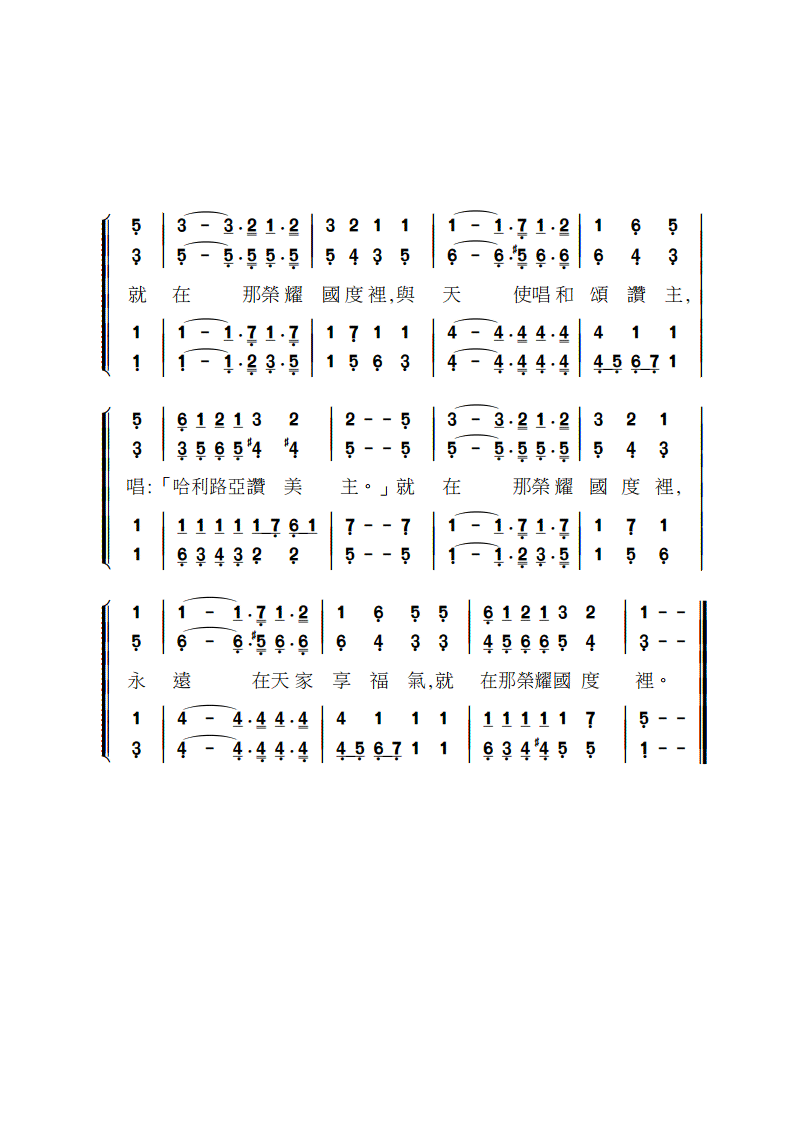 5 | 3 - 3.2 1.2 | 3 2 1 1 | 1 - 1.7 1.2 | 1 6 5 |
3 | 5 - 5.5 5.5 | 5 4 3 5 | 6 - 6.#5 6.6 | 6 4 3 |
就 在 那榮耀 國度裡,與 天 使唱和 頌 讚 主,
1 | 1 - 1.7 1.7 | 1 7 1 1 | 4 - 4.4 4.4 | 4 1 1 |
1 | 1 - 1.2 3.5 | 1 5 6 3 | 4 - 4.4 4.4 | 4 5 6 7 1 |
5 | 6 1 2 1 3 2 | 2 - - 5 | 3 - 3.2 1.2 | 3 2 1 |
3 | 3 5 6 5 #4 #4 | 5 - - 5 | 5 - 5.5 5.5 | 5 4 3 |
唱:「哈利路亞讚 美 主。」就 在 那榮耀 國 度 裡,
1 | 1 1 1 1 1 7 6 1 | 7 - - 7 | 1 - 1.7 1.7 | 1 7 1 |
1 | 6 3 4 3 2 2 | 5 - - 5 | 1 - 1.2 3.5 | 1 5 6 |
1 | 1 - 1.7 1.2 | 1 6 5 5 | 6 1 2 1 3 2 | 1 - - ||
5 | 6 - 6.#5 6.6 | 6 4 3 3 | 4 5 6 6 5 4 | 3 - - ||
永 遠 在天家 享 福 氣,就 在那榮耀國 度 裡。
1 | 4 - 4.4 4.4 | 4 1 1 1 | 1 1 1 1 1 7 | 5 - - ||
3 | 4 - 4.4 4.4 | 4 5 6 7 1 1 | 6 3 4 #4 5 5 | 1 - - ||